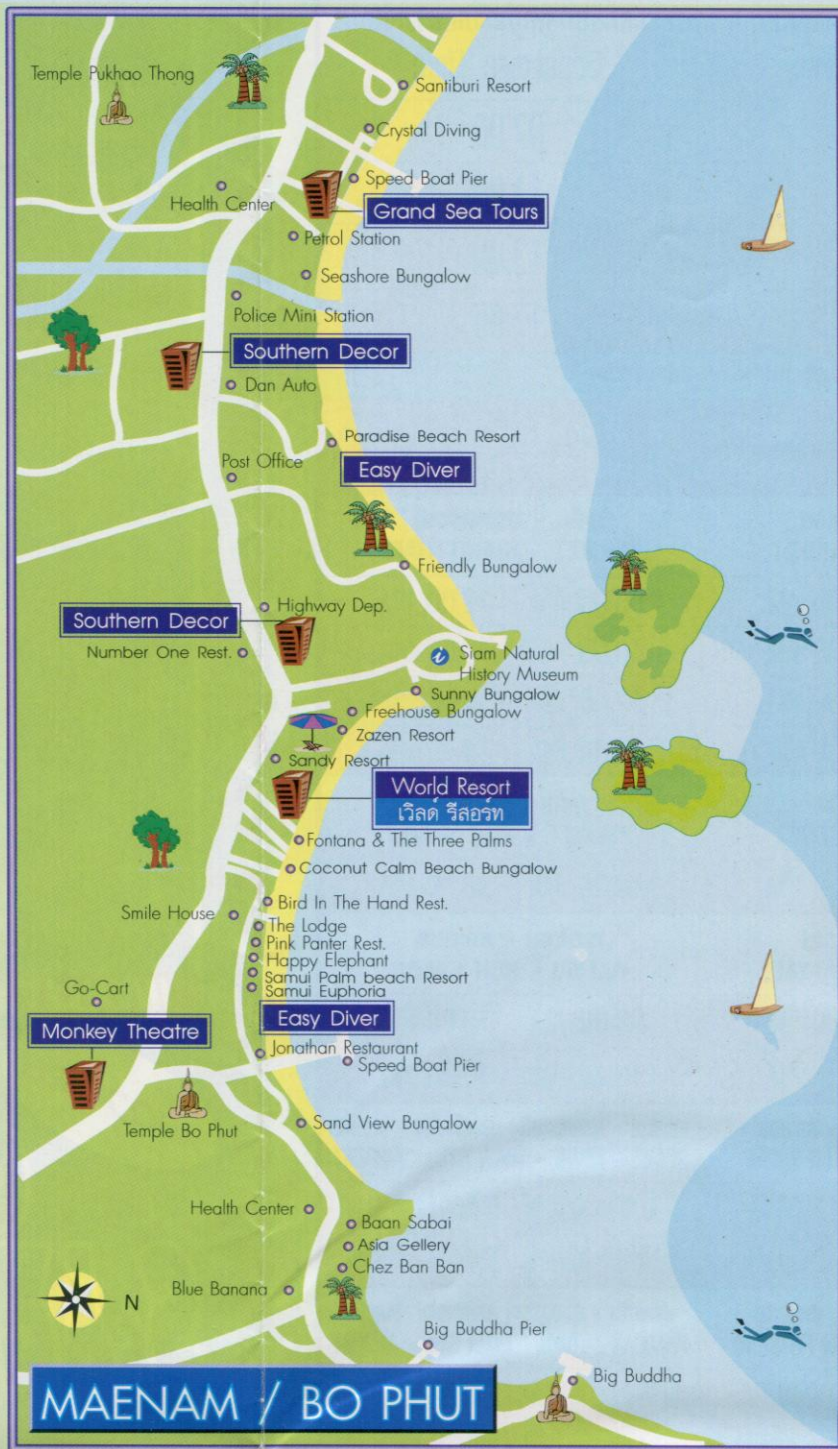 Temple Pukhao Thong
Santiburi Resort
Crystal Diving
Speed Boat Pier
Health Center
Grand Sea Tours
Petrol Station
Seashore Bungalow
Police Mini Station
Southern Decor
Dan Auto
Paradise Beach Resort
Post Office
Easy Diver
Friendly Bungalow
Highway Dep.
Southern Decor
Number One Rest.
i
Siam Natural
History Museum
Sunny Bungalow
Freehouse Bungalow
Zazen Resort
Sandy Resort
World Resort
เวิลด์ รีสอร์ท
Fontana & The Three Palms
Coconut Calm Beach Bungalow
Bird In The Hand Rest.
Smile House
The Lodge
Pink Panter Rest.
Happy Elephant
Samui Palm beach Resort
Samui Euphoria
Go-Cart
Easy Diver
Monkey Theatre
Jonathan Restaurant
Speed Boat Pier
Sand View Bungalow
Temple Bo Phut
Health Center
Baan Sabai
Asia Gellery
Chez Ban Ban
Blue Banana
N
Big Buddha Pier
Big Buddha
MAENAM / BO PHUT